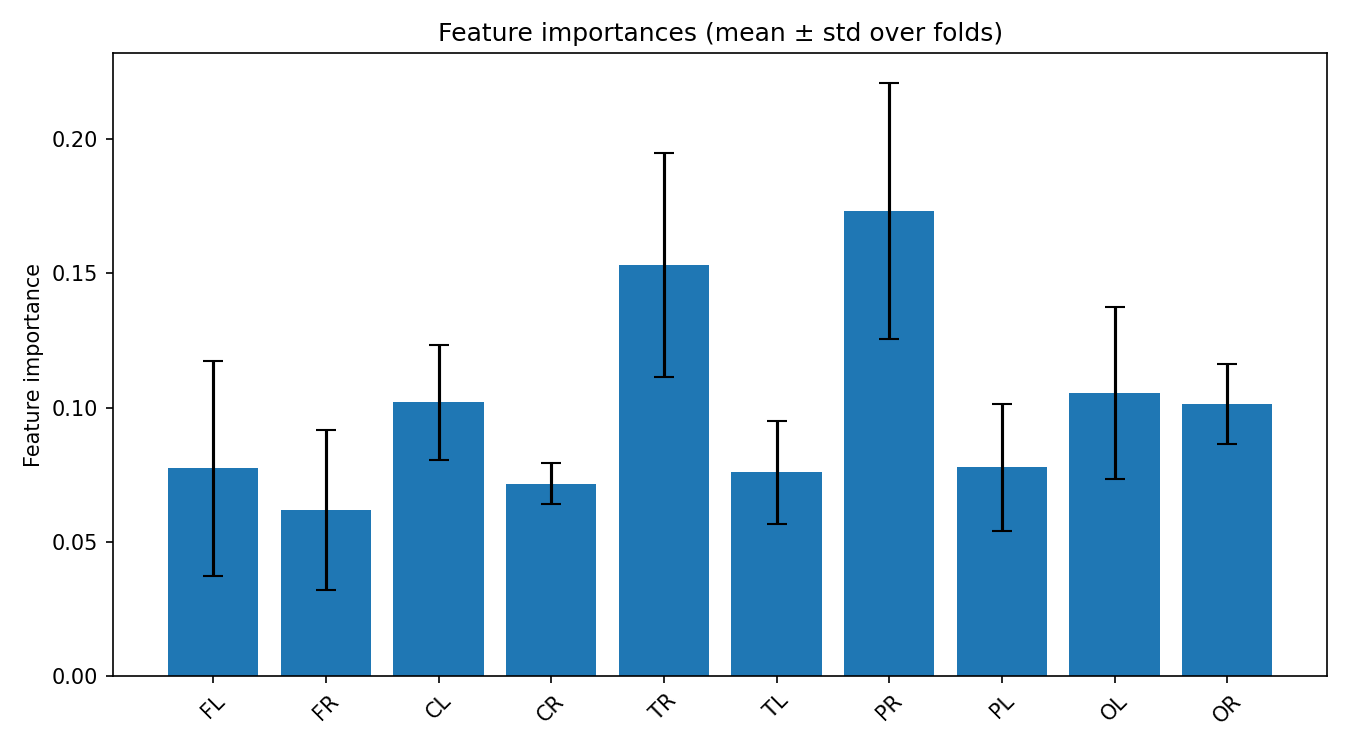 Feature importances (mean ± std over folds)
Feature importance
0.20
0.15
0.10
0.05
0.00
FL FR CL CR TR TL PR PL OL OR